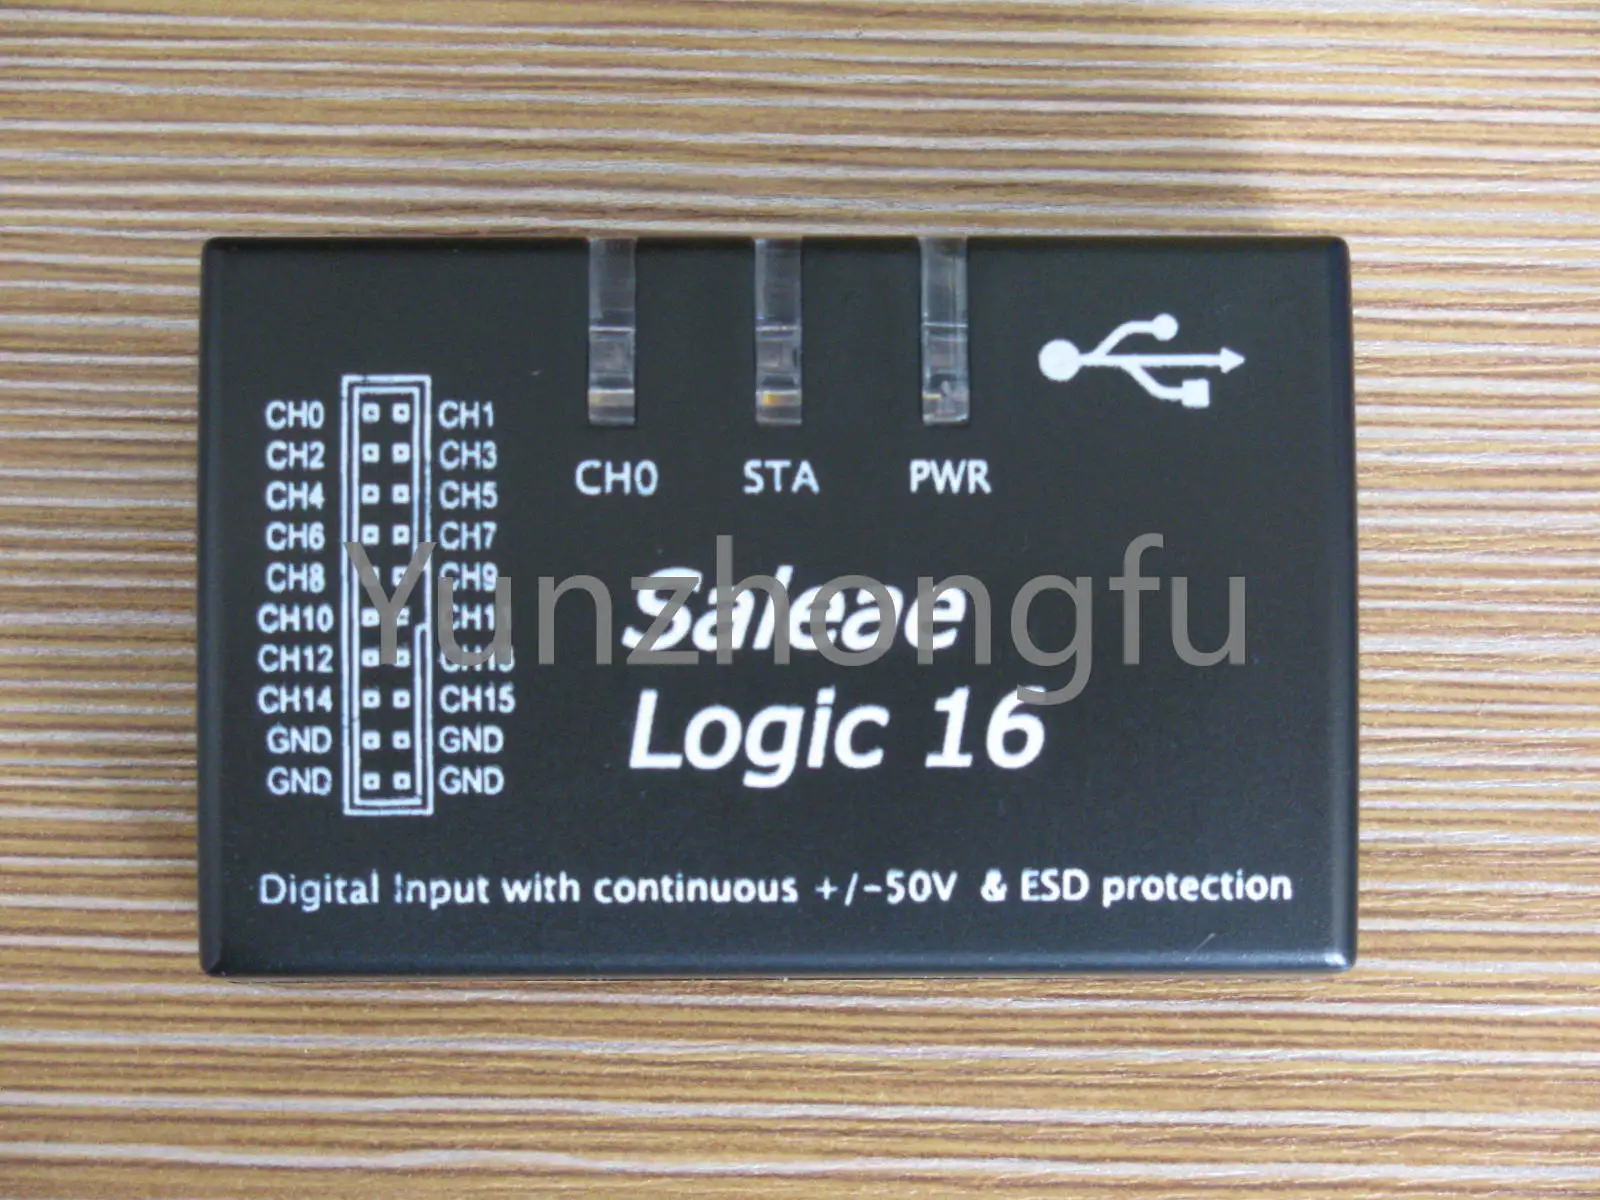 CH0 STA PWR
CH0 CH1
CH2 CH3
CH4 CH5
CH6 CH7
CH8 CH9
CH10
CH12
CH14 CH15
GND GND
GND GND
Saleae
Logic 16
Yunzhongfu
Digital Input with continuous +/-50V & ESD protection